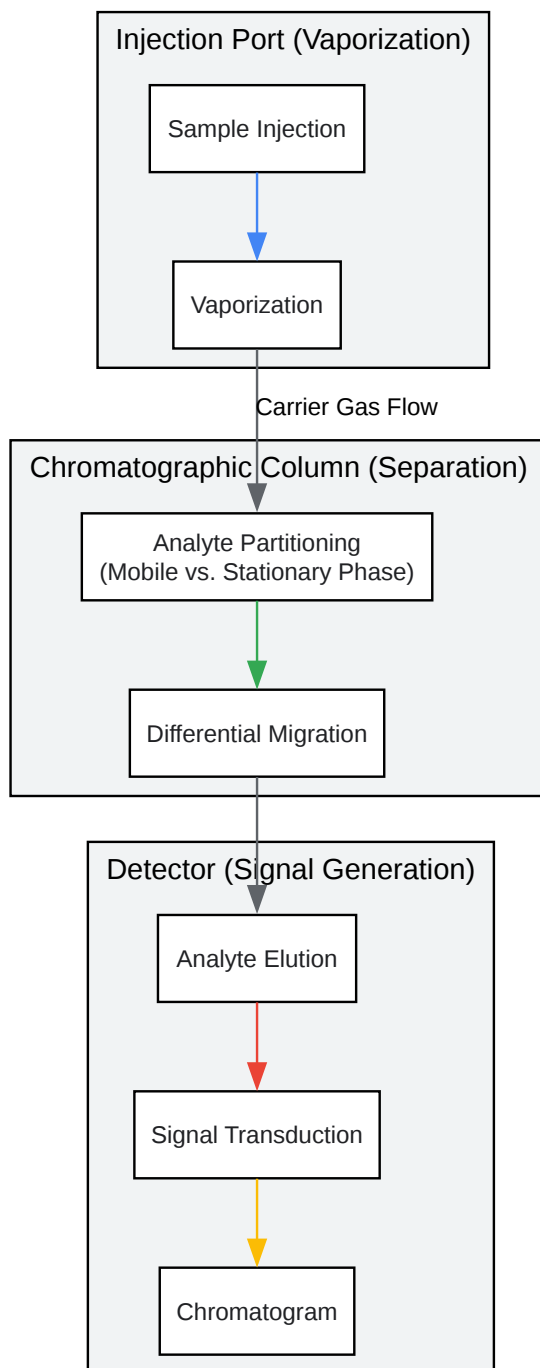 Injection Port (Vaporization)
Sample Injection
Vaporization
Carrier Gas Flow
Chromatographic Column (Separation)
Analyte Partitioning
(Mobile vs. Stationary Phase)
Differential Migration
Detector (Signal Generation)
Analyte Elution
Signal Transduction
Chromatogram